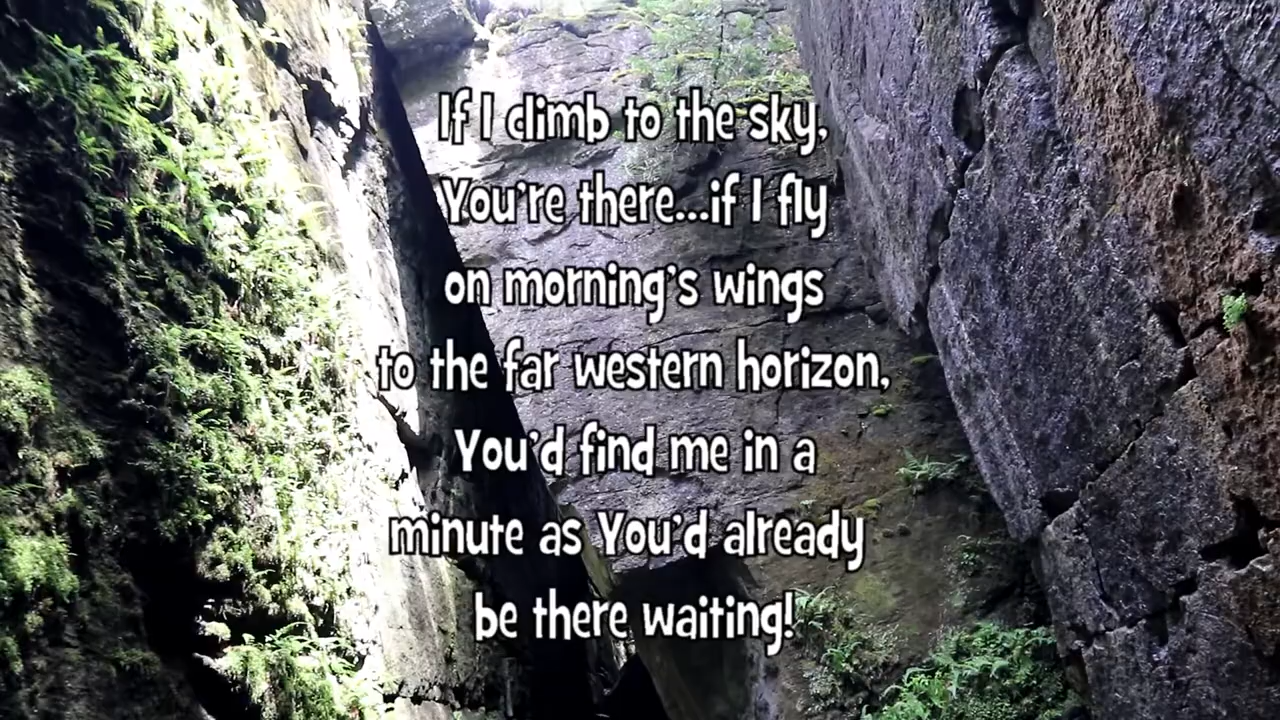 If I climb to the sky,
You're there...if I fly
on morning's wings
to the far western horizon,
You'd find me in a
minute as You'd already
be there waiting!